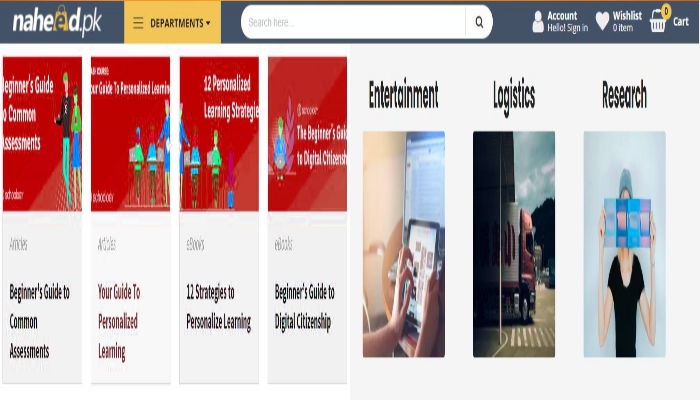 naheed.pk
DEPARTMENTS
Search here...
Account
Hello! Sign in
Wishlist
0 item
0
Cart
Beginner's Guide
to Common
Assessments
schoology
Your Guide To Personalized Learning
schoology
12 Personalized
Learning Strategies
schoology
The Beginner's Guide
to Digital Citizenship
Articles
Beginner's Guide to
Common
Assessments
Articles
Your Guide To
Personalized
Learning
eBooks
12 Strategies to
Personalize Learning
eBooks
Beginner's Guide to
Digital Citizenship
Entertainment
Logistics
Research